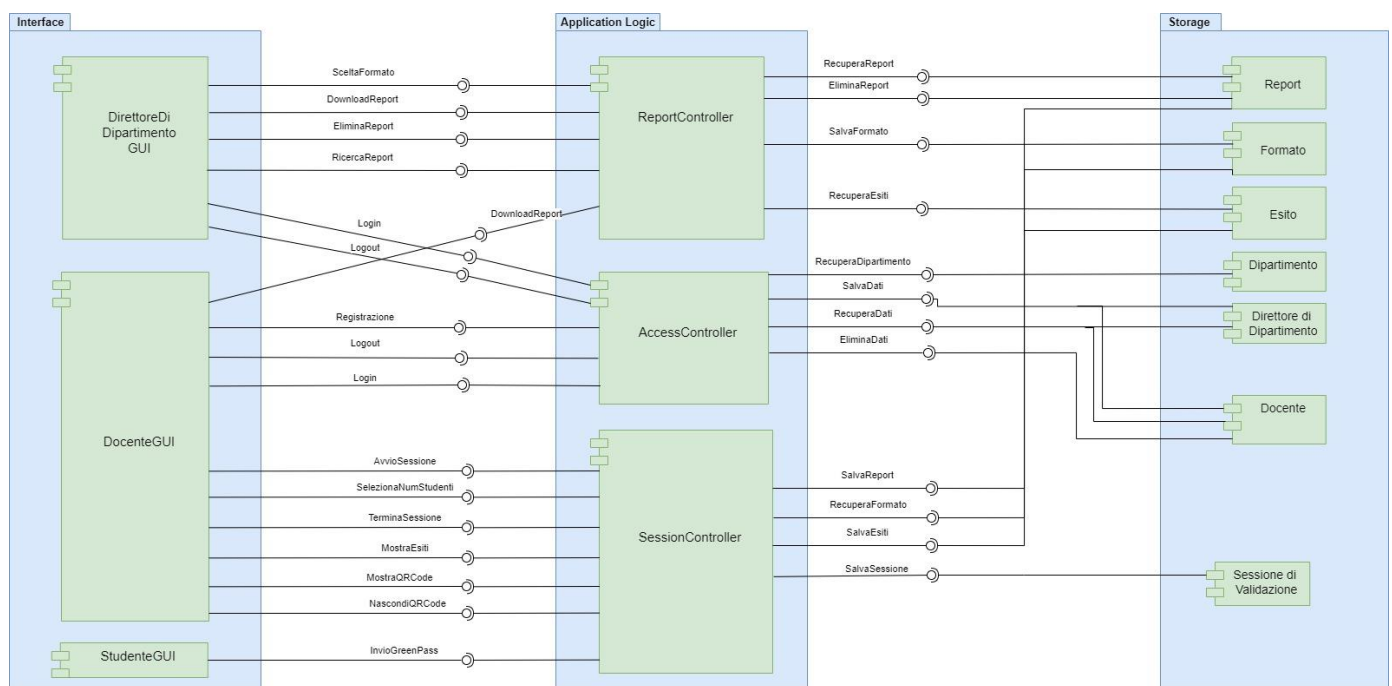 Interface
Application Logic
Storage
DirettoreDi
Dipartimento
GUI
SceltaFormato
DownloadReport
EliminaReport
RicercaReport
Login
Logout
DownloadReport
ReportController
RecuperaReport
EliminaReport
SalvaFormato
RecuperaEsiti
Report
Formato
Esito
DocenteGUI
Registrazione
Logout
Login
AccessController
RecuperaDipartimento
SalvaDati
RecuperaDati
EliminaDati
Dipartimento
Direttore di
Dipartimento
Docente
AvvioSessione
SelezionaNumStudenti
TerminaSessione
MostraEsiti
MostraQRCode
NascondiQRCode
SessionController
SalvaReport
RecuperaFormato
SalvaEsiti
SalvaSessione
Sessione di
Validazione
StudenteGUI
InvioGreenPass